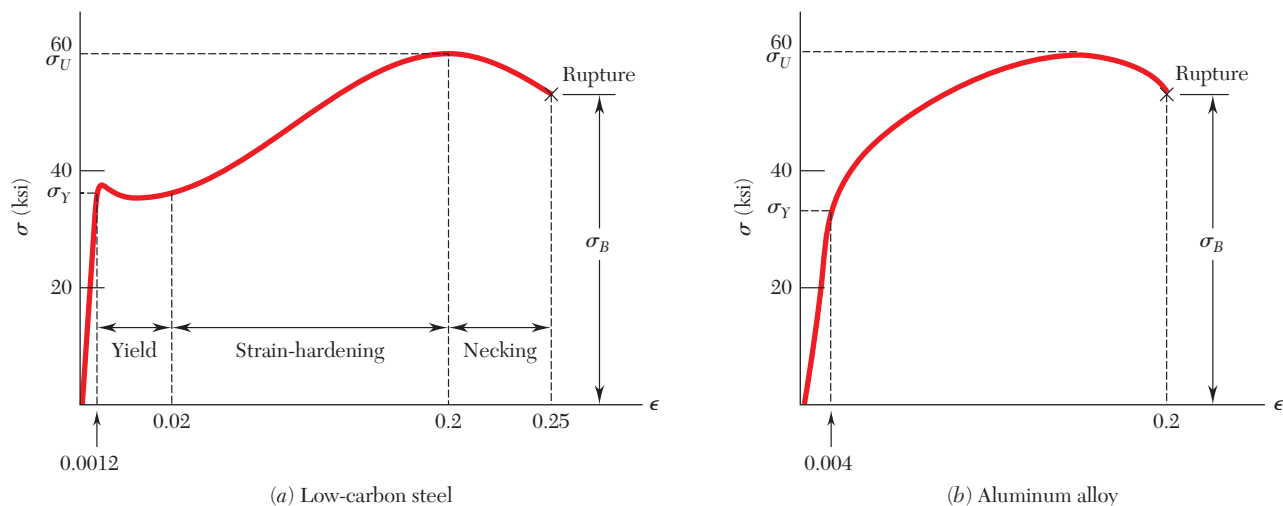 60
σU
40
σY
20
σ (ksi)
Rupture
σB
Yield
Strain-hardening
Necking
0.02
0.2
0.25
ϵ
0.0012
(a) Low-carbon steel
60
σU
40
σY
20
σ (ksi)
Rupture
σB
0.2
ϵ
0.004
(b) Aluminum alloy